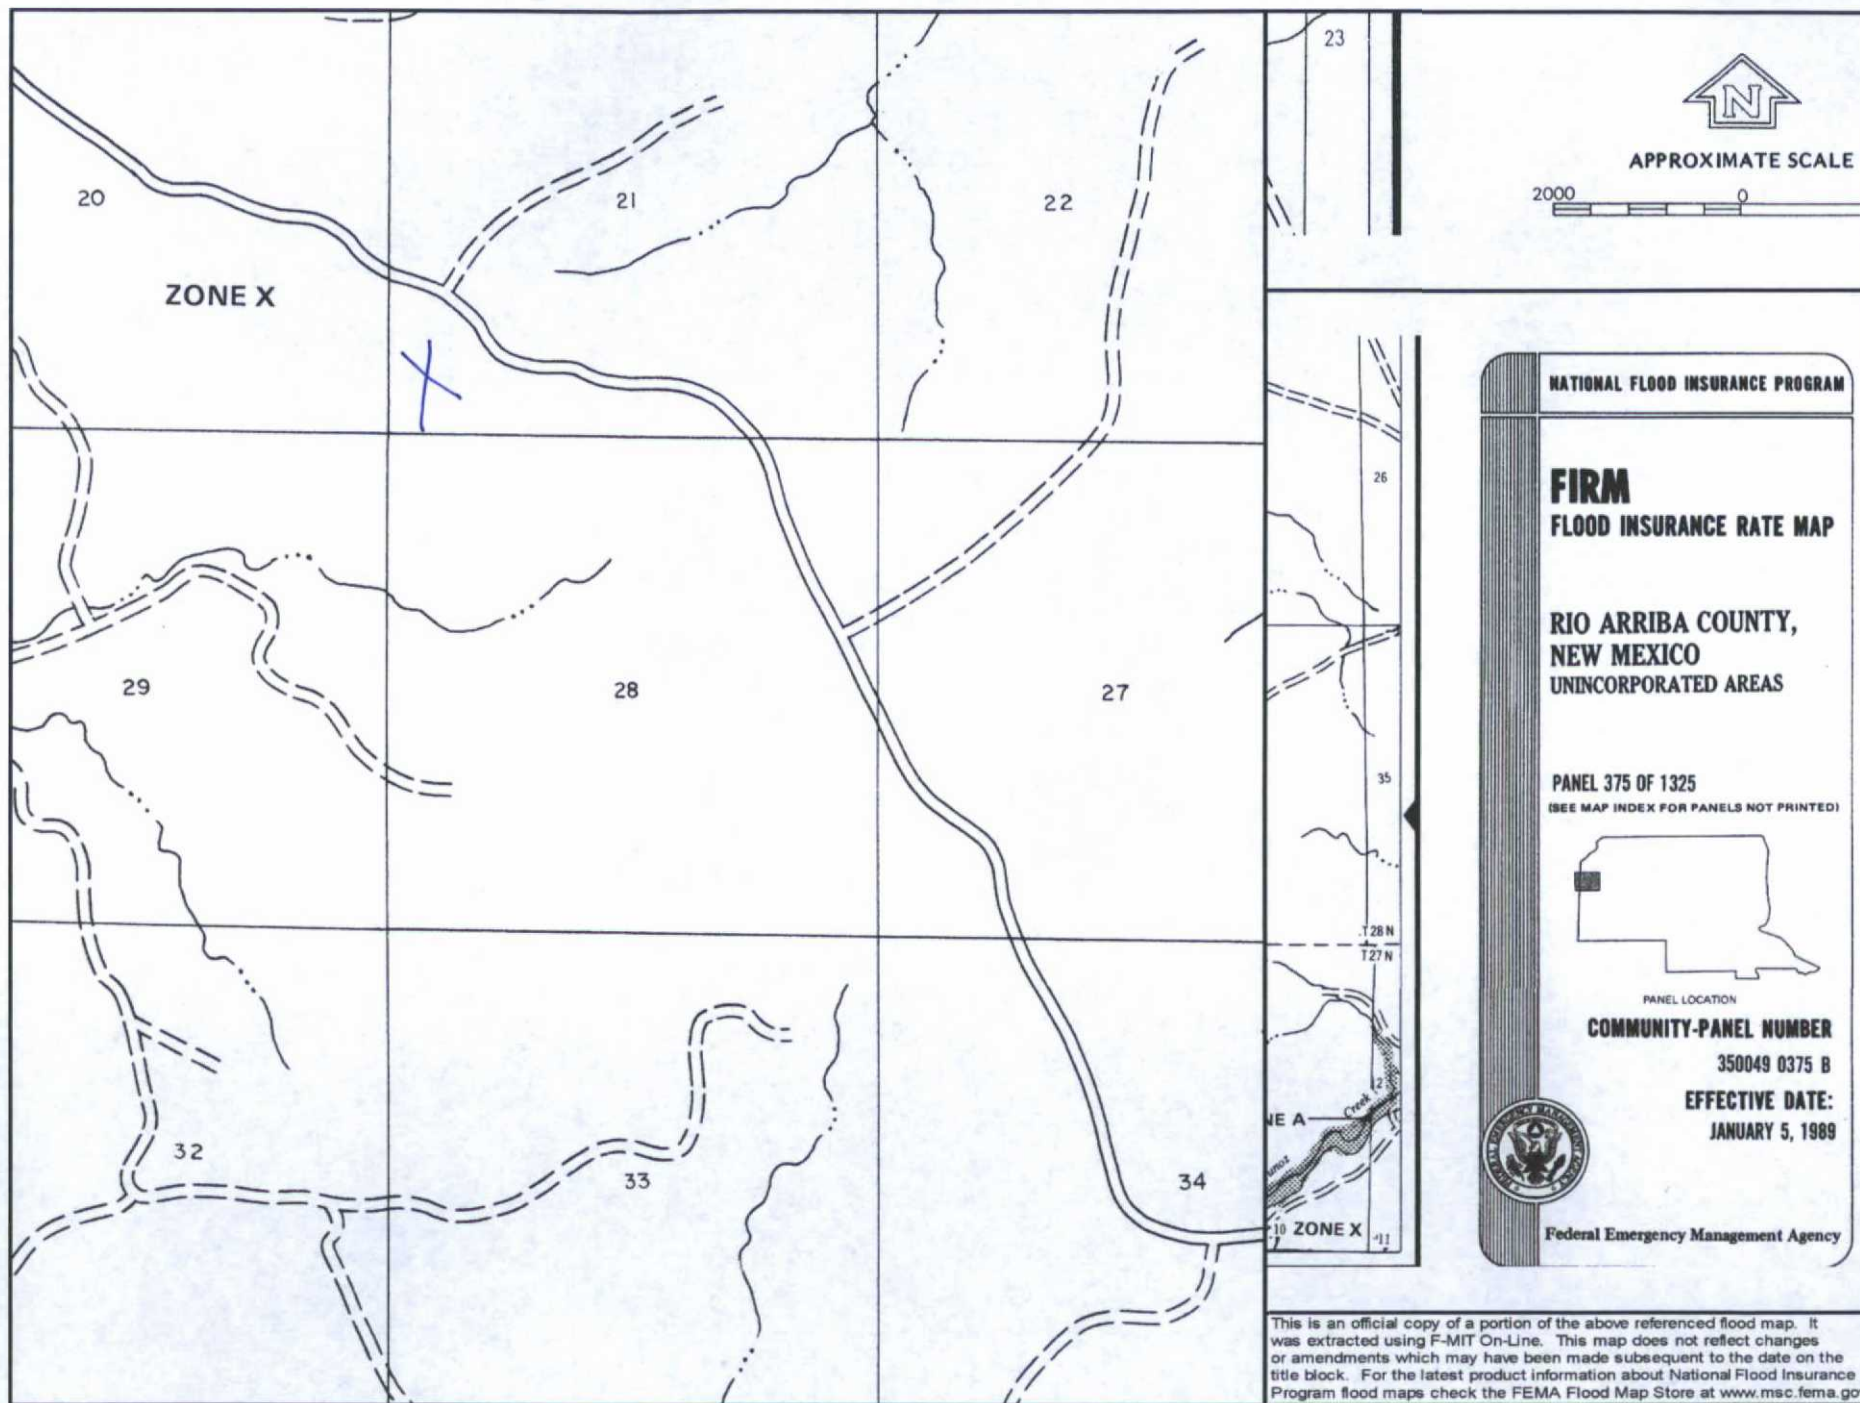 20
21
22
23
ZONE X
29
28
27
26
35
32
33
34
T28N
T27N
12
Creek
NE A
10 ZONE X 11
N
APPROXIMATE SCALE
2000 0
NATIONAL FLOOD INSURANCE PROGRAM
FIRM
FLOOD INSURANCE RATE MAP
RIO ARRIBA COUNTY,
NEW MEXICO
UNINCORPORATED AREAS
PANEL 375 OF 1325
(SEE MAP INDEX FOR PANELS NOT PRINTED)
PANEL LOCATION
COMMUNITY-PANEL NUMBER
350049 0375 B
EFFECTIVE DATE:
JANUARY 5, 1989
Federal Emergency Management Agency
This is an official copy of a portion of the above referenced flood map. It
was extracted using F-MIT On-Line. This map does not reflect changes
or amendments which may have been made subsequent to the date on the
title block. For the latest product information about National Flood Insurance
Program flood maps check the FEMA Flood Map Store at www.msc.fema.go